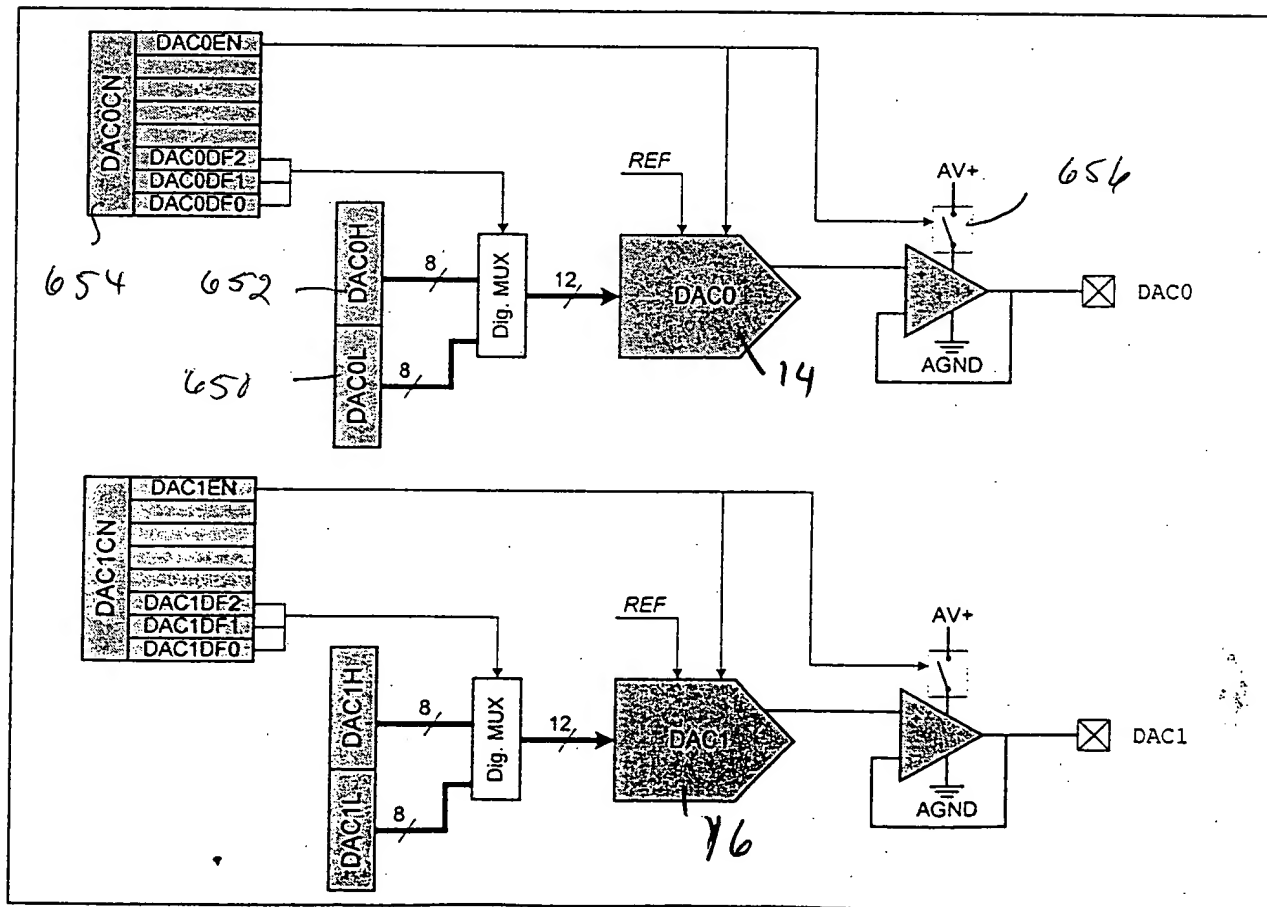 DAC0EN
DAC0CN
DAC0DF2
DAC0DF1
DAC0DF0
REF
AV+
656
654
652
DAC0H
8
Dig. MUX
12
DAC0
DAC0
650
DAC0L
8
14
AGND
DAC1EN
DAC1CN
DAC1DF2
DAC1DF1
DAC1DF0
REF
AV+
DAC1H
8
Dig. MUX
12
DAC1
DAC1
DAC1L
8
16
AGND